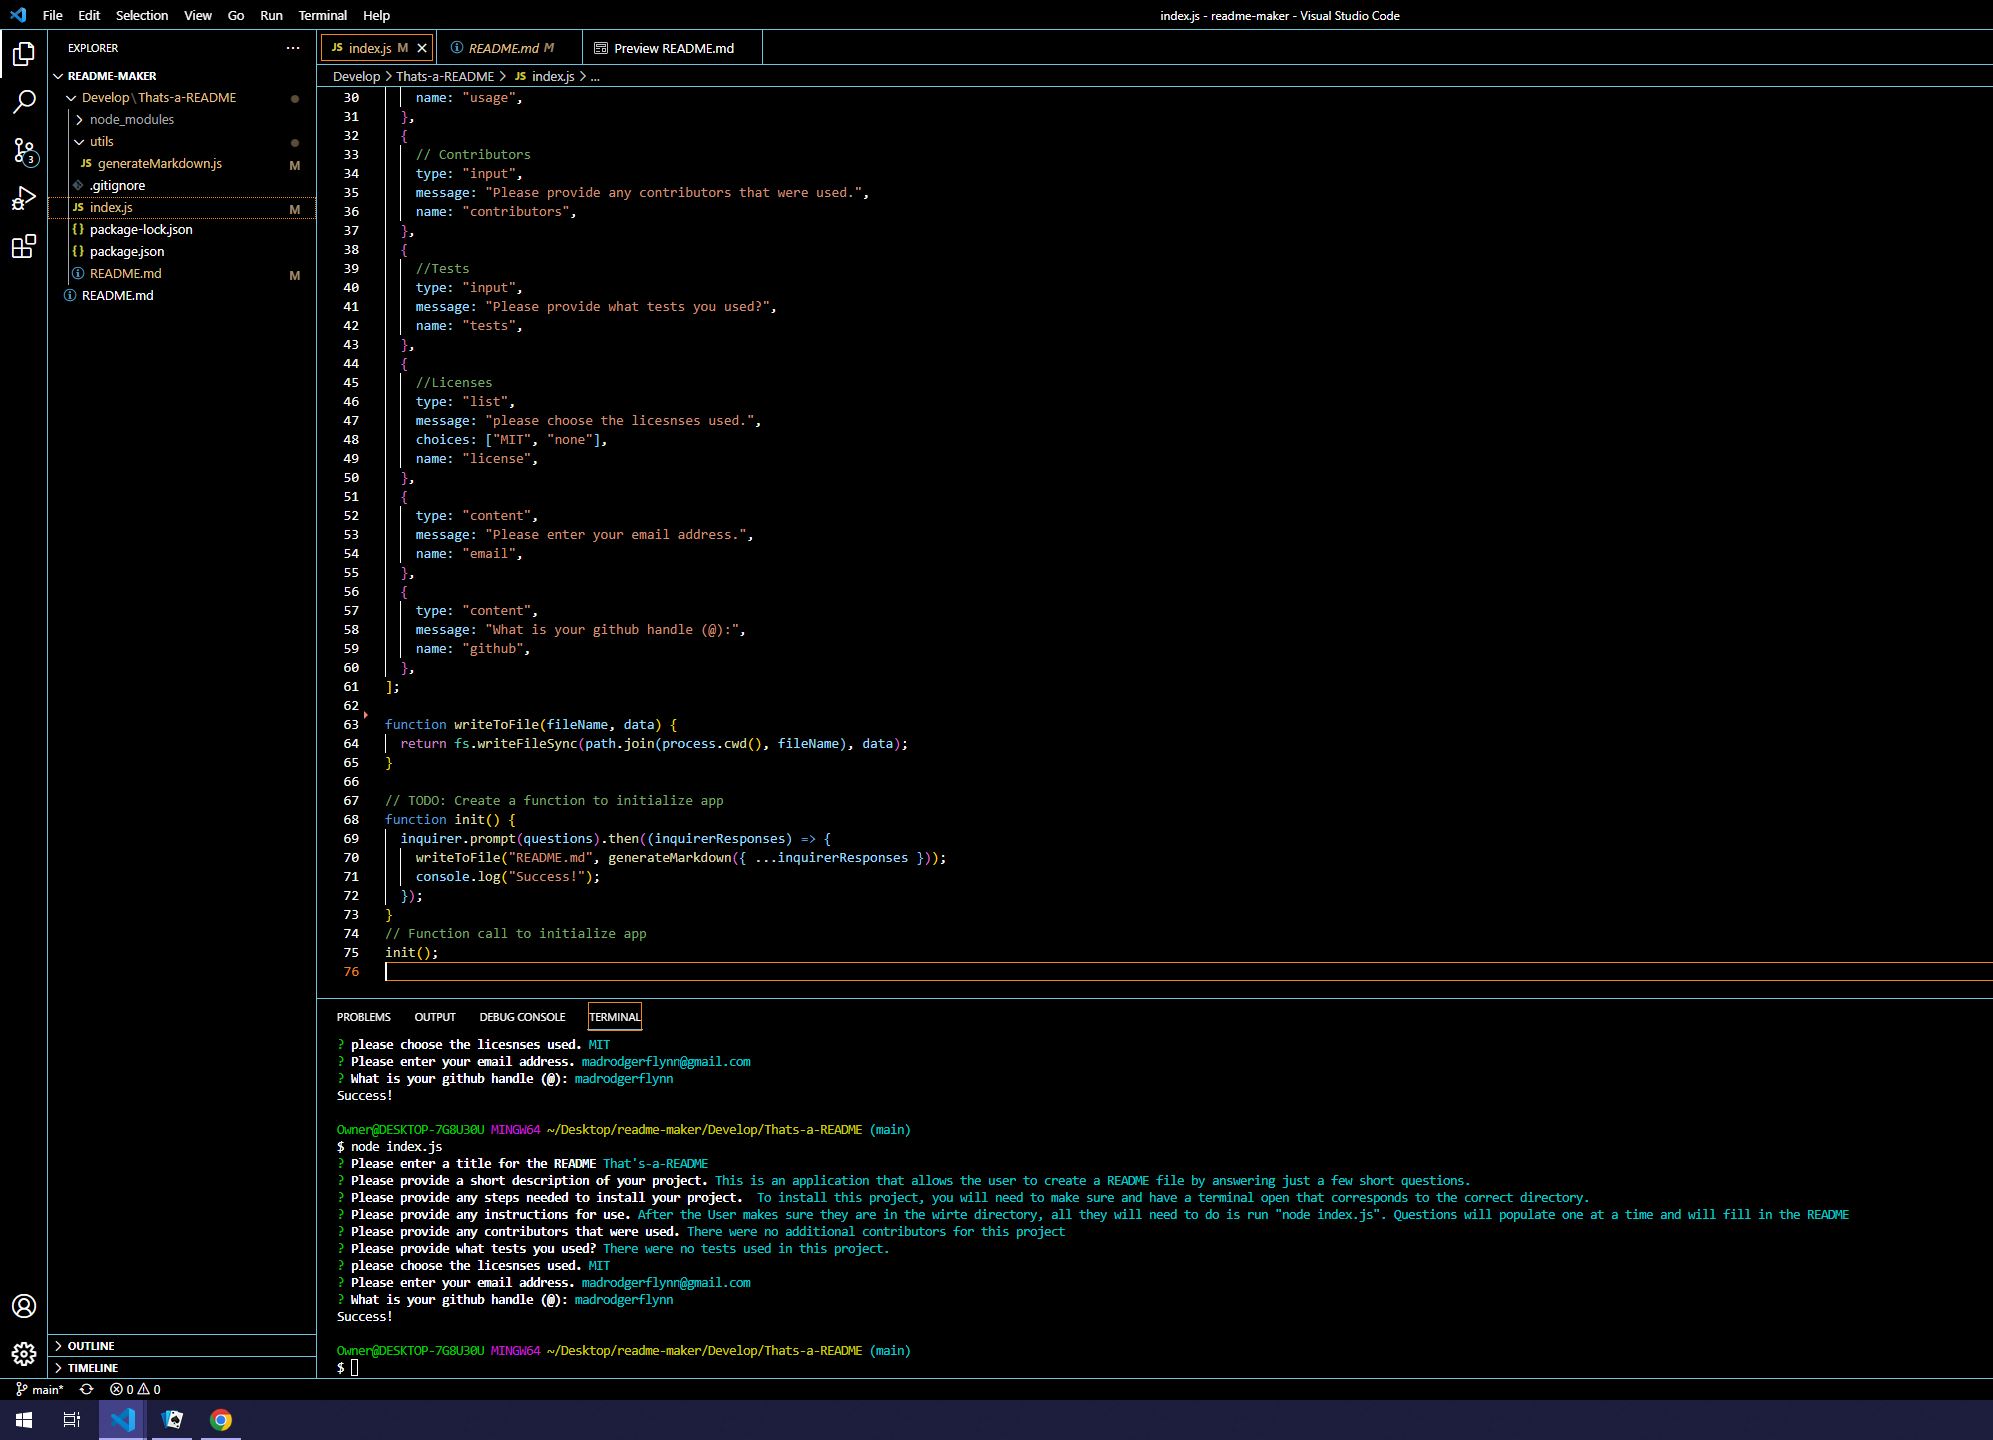 File Edit Selection View Go Run Terminal Help
index.js - readme-maker - Visual Studio Code
EXPLORER ...
README-MAKER
Develop\Thats-a-README
node_modules
utils
JS generateMarkdown.js M
.gitignore
JS index.js M
{} package-lock.json
{} package.json
README.md M
README.md
OUTLINE
TIMELINE
3
JS index.js M
README.md M
Preview README.md
Develop > Thats-a-README > JS index.js > ...
30 name: "usage",
31 },
32 {
33 // Contributors
34 type: "input",
35 message: "Please provide any contributors that were used.",
36 name: "contributors",
37 },
38 {
39 //Tests
40 type: "input",
41 message: "Please provide what tests you used?",
42 name: "tests",
43 },
44 {
45 //Licenses
46 type: "list",
47 message: "please choose the licesnses used.",
48 choices: ["MIT", "none"],
49 name: "license",
50 },
51 {
52 type: "content",
53 message: "Please enter your email address.",
54 name: "email",
55 },
56 {
57 type: "content",
58 message: "What is your github handle (@):",
59 name: "github",
60 },
61 ];
62
63 function writeToFile(fileName, data) {
64 return fs.writeFileSync(path.join(process.cwd(), fileName), data);
65 }
66
67 // TODO: Create a function to initialize app
68 function init() {
69 inquirer.prompt(questions).then((inquirerResponses) => {
70 writeToFile("README.md", generateMarkdown({ ...inquirerResponses }));
71 console.log("Success!");
72 });
73 }
74 // Function call to initialize app
75 init();
76
PROBLEMS OUTPUT DEBUG CONSOLE TERMINAL
? please choose the licesnses used. MIT
? Please enter your email address. madrodgerflynn@gmail.com
? What is your github handle (@): madrodgerflynn
Success!
Owner@DESKTOP-7G8U30U MINGW64 ~/Desktop/readme-maker/Develop/Thats-a-README (main)
$ node index.js
? Please enter a title for the README That's-a-README
? Please provide a short description of your project. This is an application that allows the user to create a README file by answering just a few short questions.
? Please provide any steps needed to install your project.  To install this project, you will need to make sure and have a terminal open that corresponds to the correct directory.
? Please provide any instructions for use. After the User makes sure they are in the wirte directory, all they will need to do is run "node index.js". Questions will populate one at a time and will fill in the README
? Please provide any contributors that were used. There were no additional contributors for this project
? Please provide what tests you used? There were no tests used in this project.
? please choose the licesnses used. MIT
? Please enter your email address. madrodgerflynn@gmail.com
? What is your github handle (@): madrodgerflynn
Success!
Owner@DESKTOP-7G8U30U MINGW64 ~/Desktop/readme-maker/Develop/Thats-a-README (main)
$
main* 0 0